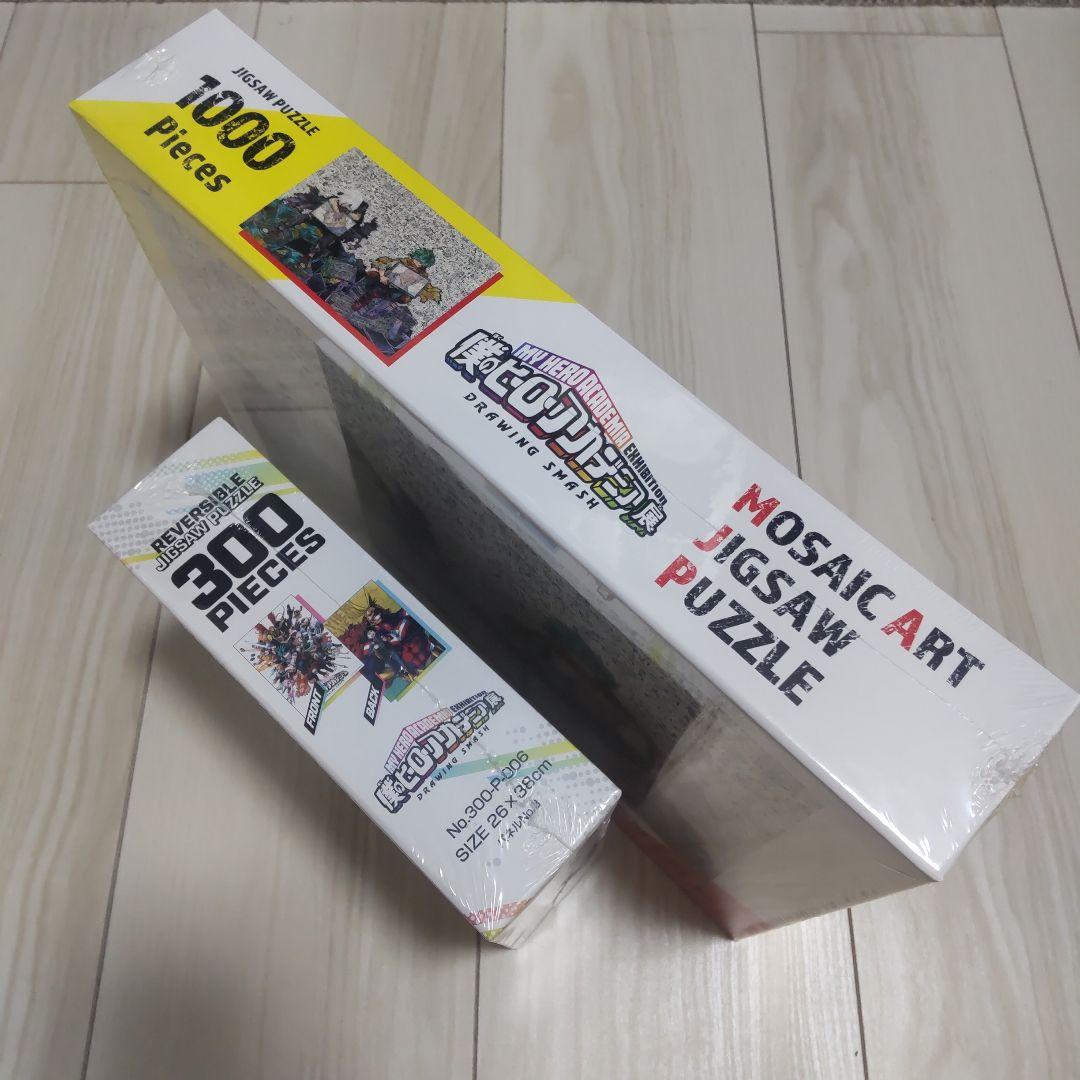 JIGSAW PUZZLE
1000
Pieces
MY HERO ACADEMIA EXHIBITION
僕のヒーローアカデミア展
DRAWING SMASH
MOSAIC ART
JIGSAW
PUZZLE
REVERSIBLE
JIGSAW PUZZLE
300
PIECES
FRONT
BACK
MY HERO ACADEMIA EXHIBITION
僕のヒーローアカデミア展
DRAWING SMASH
No.300-P-006
SIZE 26×38cm